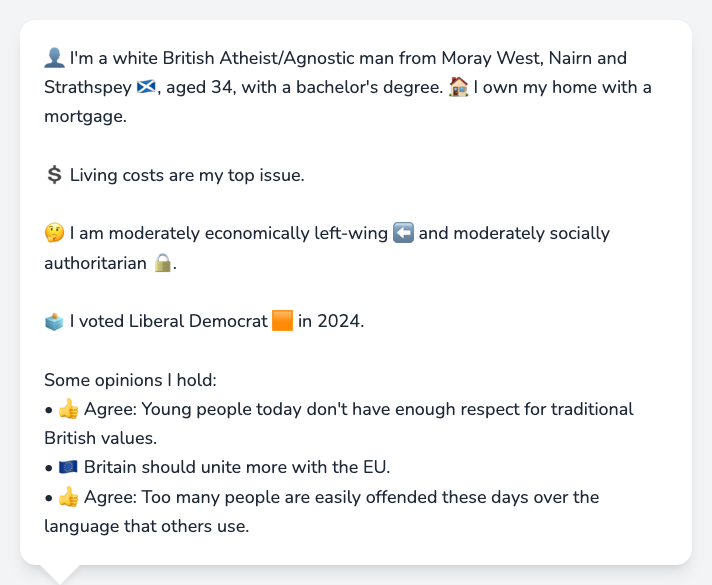 👤 I'm a white British Atheist/Agnostic man from Moray West, Nairn and
Strathspey 🏴󠁧󠁢󠁳󠁣󠁴󠁿, aged 34, with a bachelor's degree. 🏠 I own my home with a
mortgage.
💲 Living costs are my top issue.
🤔 I am moderately economically left-wing ⬅️ and moderately socially
authoritarian 🔒.
🗳️ I voted Liberal Democrat 🟧 in 2024.
Some opinions I hold:
• 👍 Agree: Young people today don't have enough respect for traditional
British values.
• 🇪🇺 Britain should unite more with the EU.
• 👍 Agree: Too many people are easily offended these days over the
language that others use.